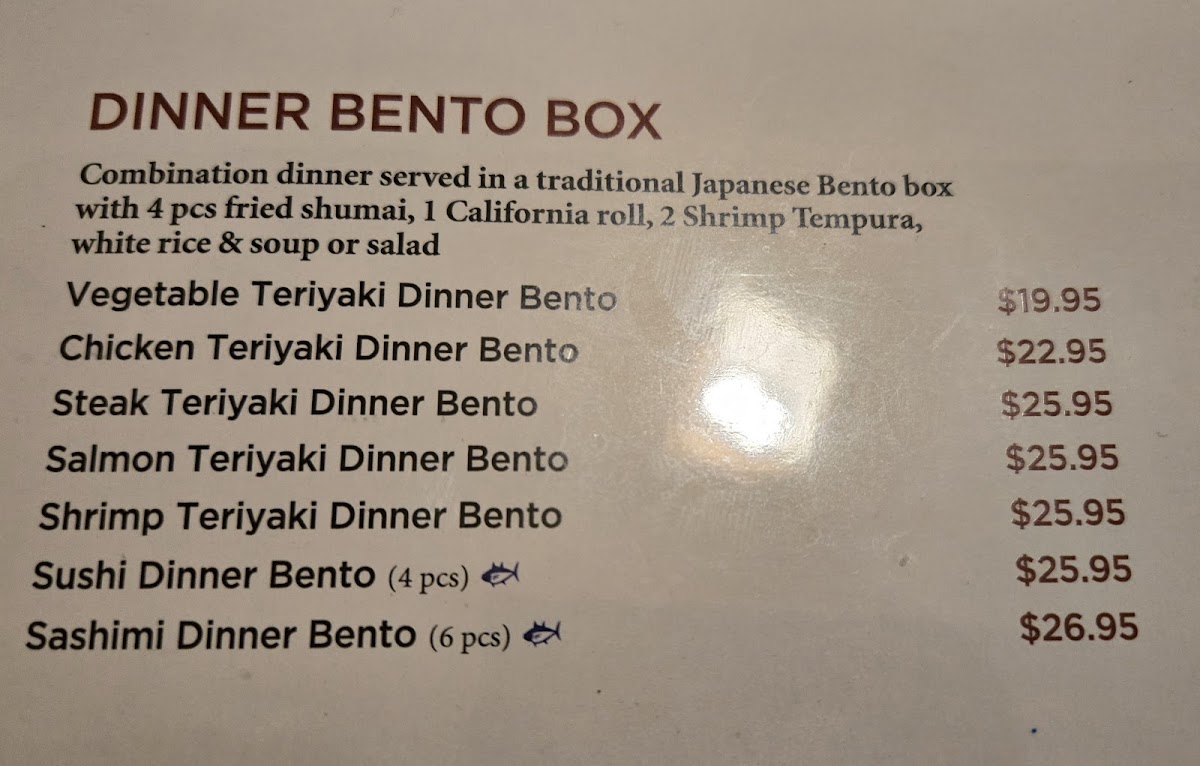 DINNER BENTO BOX
Combination dinner served in a traditional Japanese Bento box
with 4 pcs fried shumai, 1 California roll, 2 Shrimp Tempura,
white rice & soup or salad
Vegetable Teriyaki Dinner Bento $19.95
Chicken Teriyaki Dinner Bento $22.95
Steak Teriyaki Dinner Bento $25.95
Salmon Teriyaki Dinner Bento $25.95
Shrimp Teriyaki Dinner Bento $25.95
Sushi Dinner Bento (4 pcs) $25.95
Sashimi Dinner Bento (6 pcs) $26.95